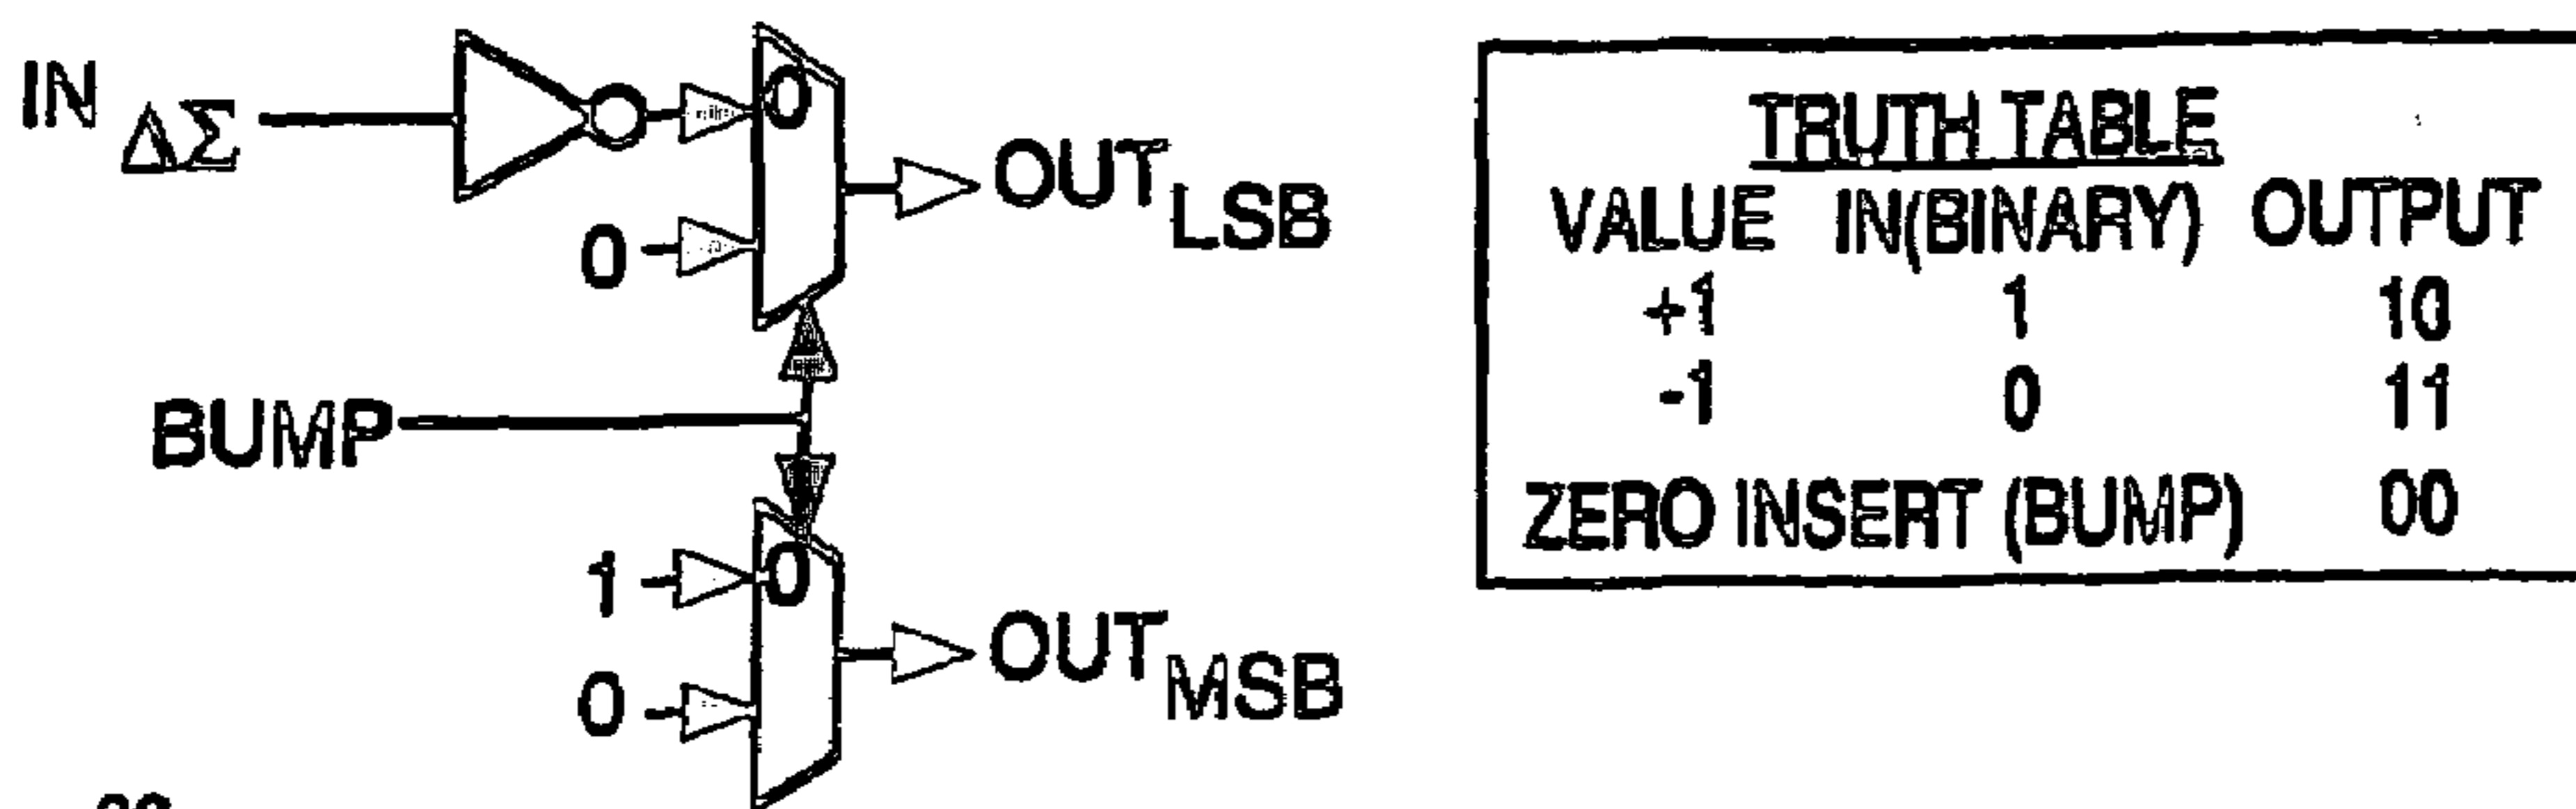 IN ΔΣ
0
0
OUT LSB
BUMP
1
0
0
OUT MSB
TRUTH TABLE
VALUE IN(BINARY) OUTPUT
+1 1 10
-1 0 11
ZERO INSERT (BUMP) 00